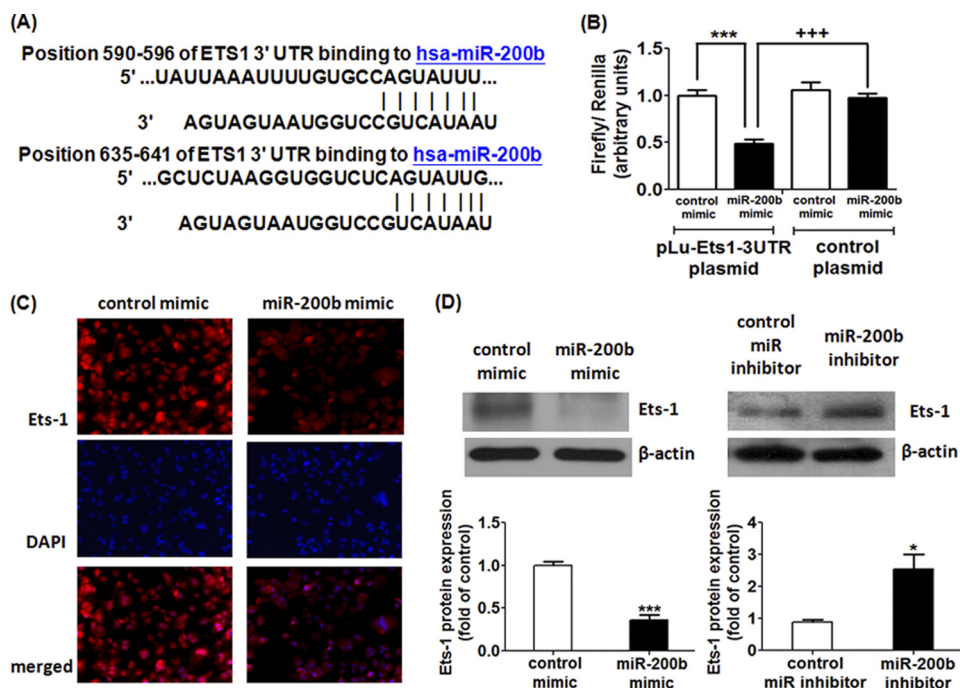 (A)
Position 590-596 of ETS1 3' UTR binding to hsa-miR-200b
5' ...UAUUAAAUUUUGUGCCAGUAUUU...
3' AGUAGUAAUGGUCCGUCAUAAU
Position 635-641 of ETS1 3' UTR binding to hsa-miR-200b
5' ...GCUCUAAGGUGGUCUCAGUAUUG...
3' AGUAGUAAUGGUCCGUCAUAAU
(B)
Firefly/ Renilla
(arbitrary units)
1.5
1.0
0.5
0.0
***
+++
control
mimic
miR-200b
mimic
control
mimic
miR-200b
mimic
pLu-Ets1-3UTR
plasmid
control
plasmid
(C)
control mimic
miR-200b mimic
Ets-1
DAPI
merged
(D)
control
mimic
miR-200b
mimic
Ets-1
β-actin
control
miR
inhibitor
miR-200b
inhibitor
Ets-1
β-actin
Ets-1 protein expression
(fold of control)
1.5
1.0
0.5
0.0
***
control
mimic
miR-200b
mimic
Ets-1 protein expression
(fold of control)
4
3
2
1
0
*
control
miR inhibitor
miR-200b
inhibitor